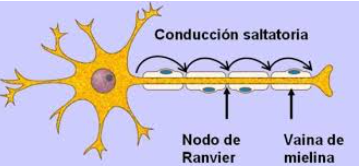 Conducción saltatoria
Nodo de
Ranvier
Vaina de
mielina